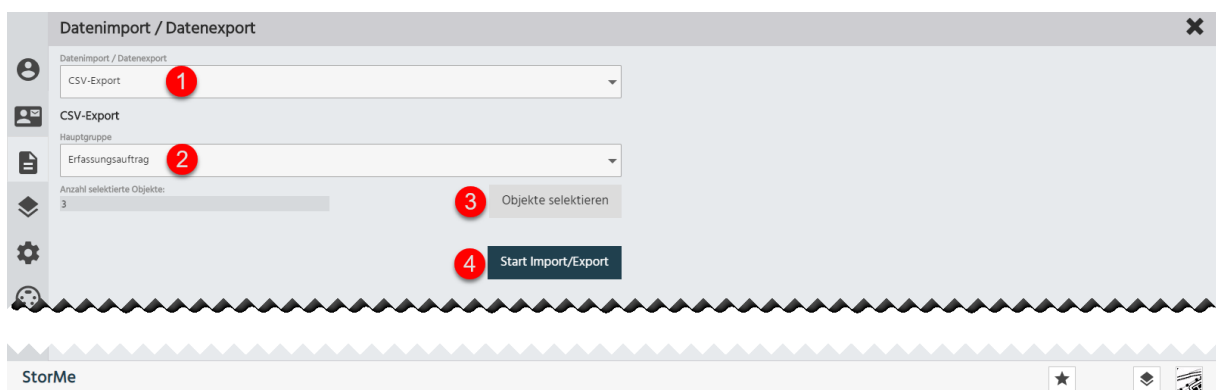 Datenimport / Datenexport
Datenimport / Datenexport
CSV-Export
1
CSV-Export
Hauptgruppe
Erfassungsauftrag
2
Anzahl selektierte Objekte:
3
3
Objekte selektieren
4
Start Import/Export
StorMe